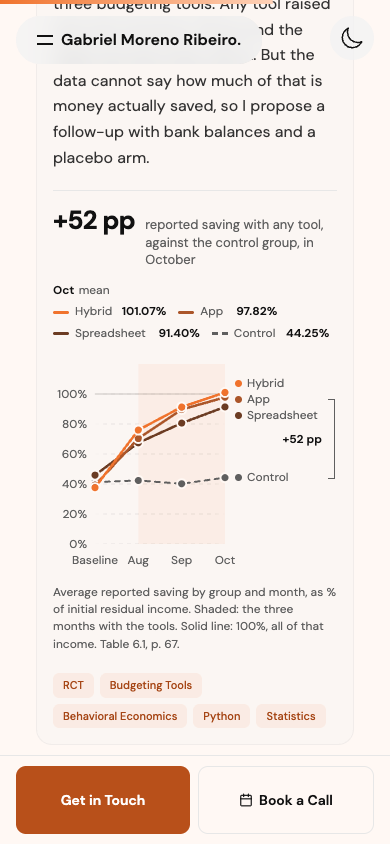 three budgeting tools. Any tool raised
Gabriel Moreno Ribeiro.
nd the
. But the
data cannot say how much of that is
money actually saved, so I propose a
follow-up with bank balances and a
placebo arm.
+52 pp
reported saving with any tool,
against the control group, in
October
Oct mean
Hybrid 101.07% App 97.82%
Spreadsheet 91.40% Control 44.25%
100%
80%
60%
40%
20%
0%
Hybrid
App
Spreadsheet
+52 pp
Control
Baseline Aug Sep Oct
Average reported saving by group and month, as %
of initial residual income. Shaded: the three
months with the tools. Solid line: 100%, all of that
income. Table 6.1, p. 67.
RCT Budgeting Tools
Behavioral Economics Python Statistics
Get in Touch Book a Call